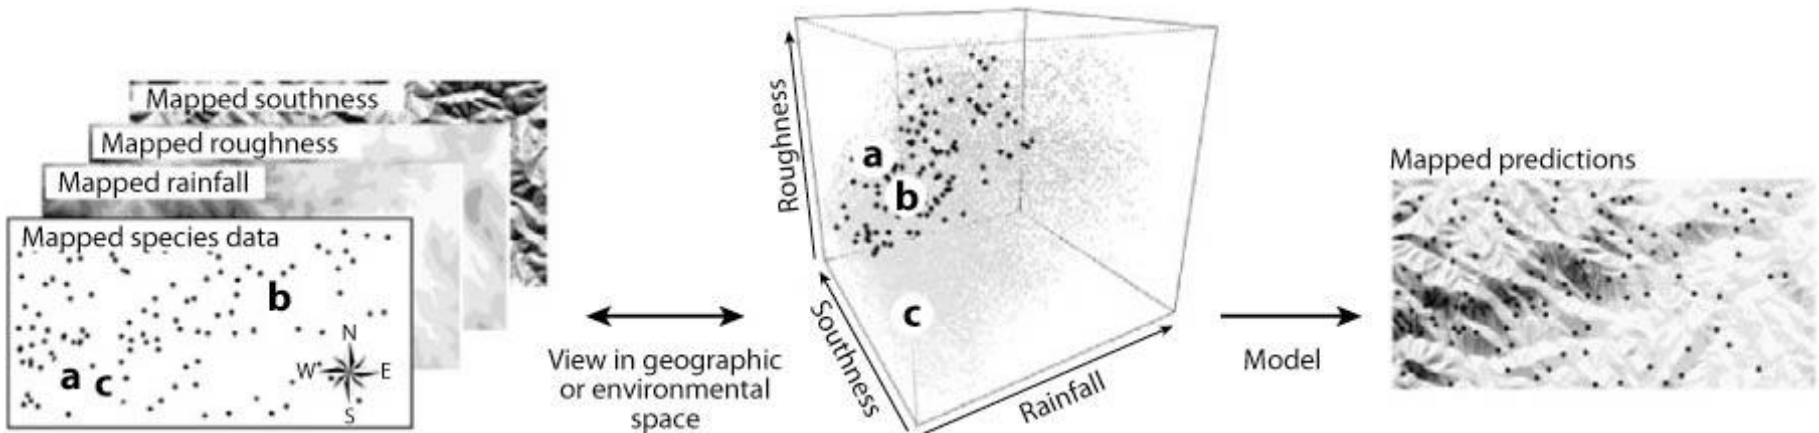 Mapped southness
Mapped roughness
Mapped rainfall
Mapped species data
a
c
b
N
W
E
S
View in geographic
or environmental
space
Roughness
Southness
Rainfall
a
b
c
Model
Mapped predictions